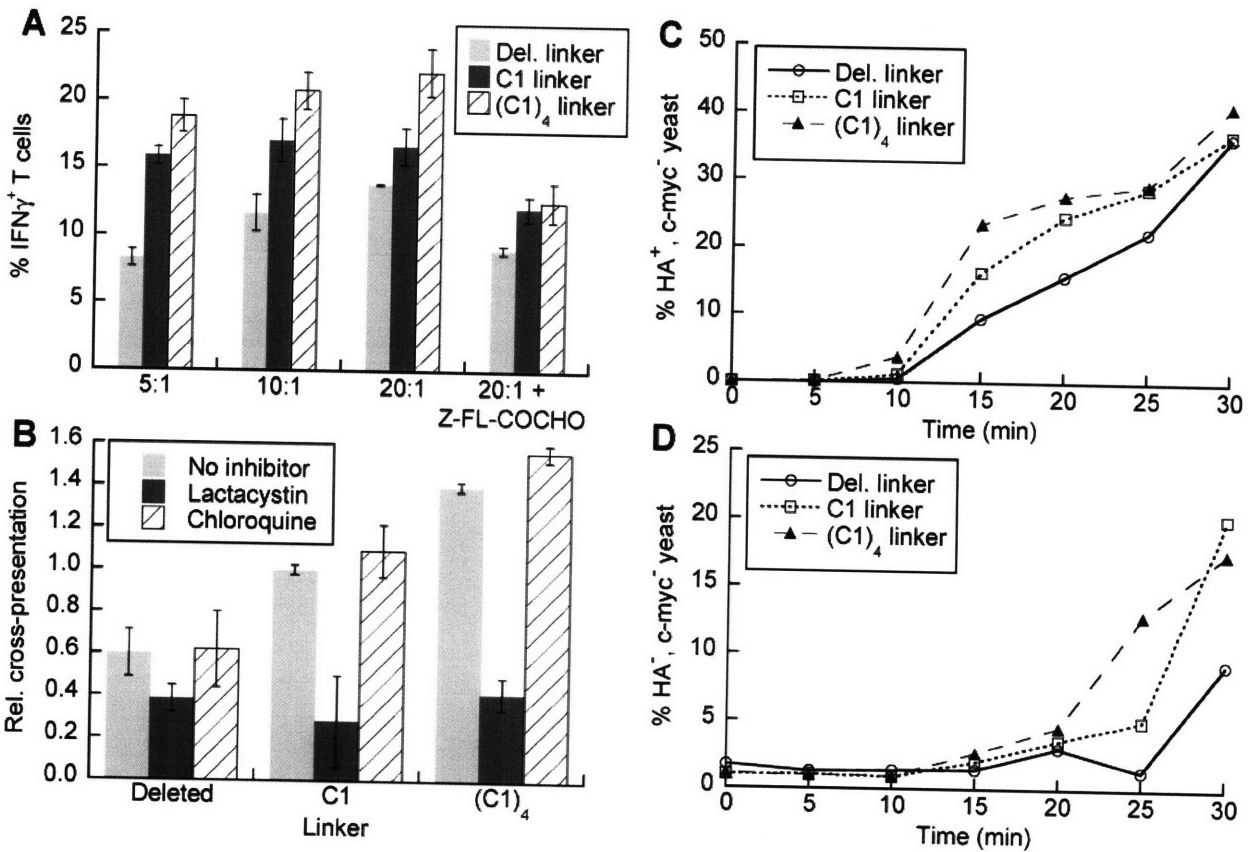 A
25
20
15
10
5
0
% IFNγ⁺ T cells
Del. linker
C1 linker
(C1)₄ linker
5:1
10:1
20:1
20:1 +
Z-FL-COCHO
B
1.6
1.4
1.2
1.0
0.8
0.6
0.4
0.2
0.0
Rel. cross-presentation
No inhibitor
Lactacystin
Chloroquine
Deleted
C1
(C1)₄
Linker
C
50
40
30
20
10
0
% HA⁺, c-myc⁻ yeast
Del. linker
C1 linker
(C1)₄ linker
0 5 10 15 20 25 30
Time (min)
D
25
20
15
10
5
0
% HA⁻, c-myc⁻ yeast
Del. linker
C1 linker
(C1)₄ linker
0 5 10 15 20 25 30
Time (min)